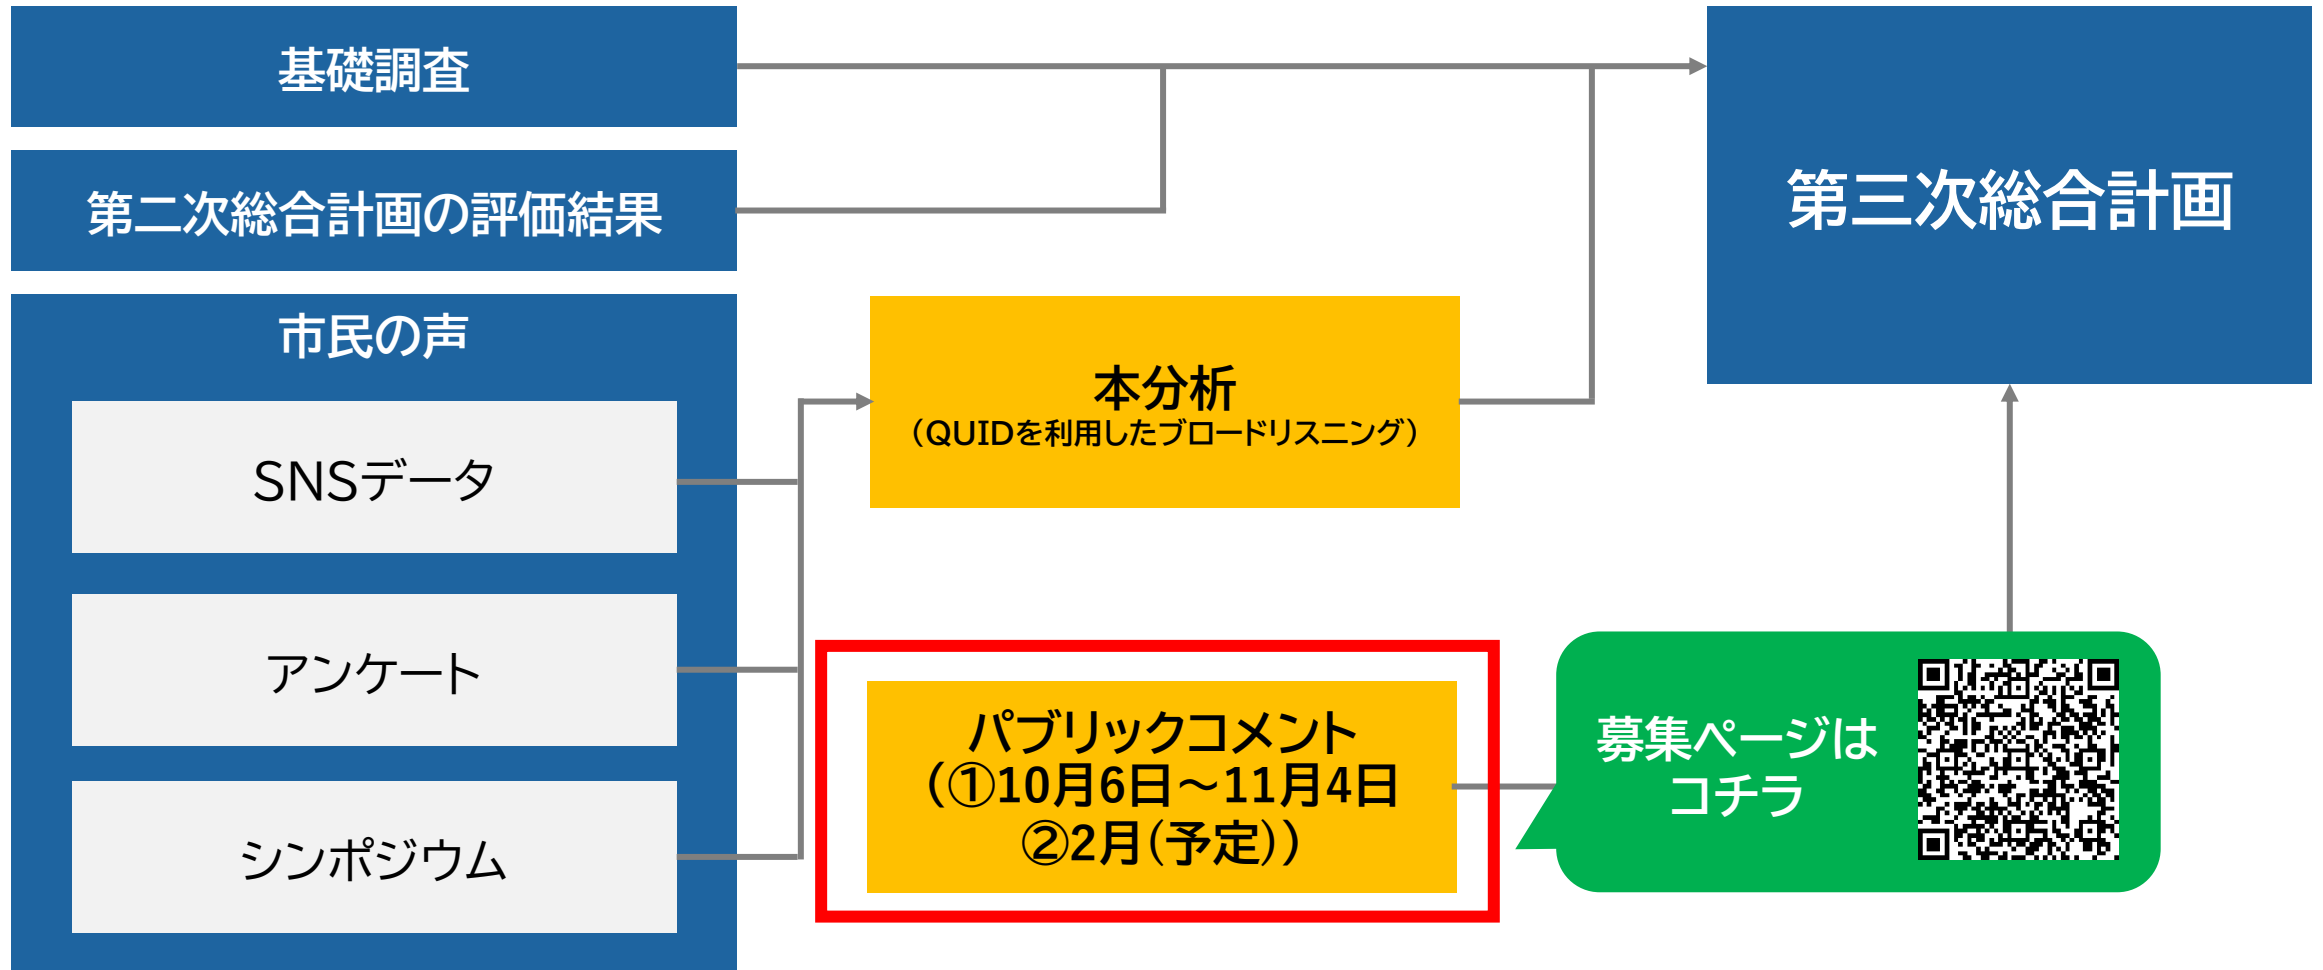 基礎調査
第二次総合計画の評価結果
市民の声
SNSデータ
アンケート
シンポジウム
本分析
（QUIDを利用したブロードリスニング）
パブリックコメント
（①10月6日～11月4日
②2月(予定)）
募集ページは
コチラ
第三次総合計画